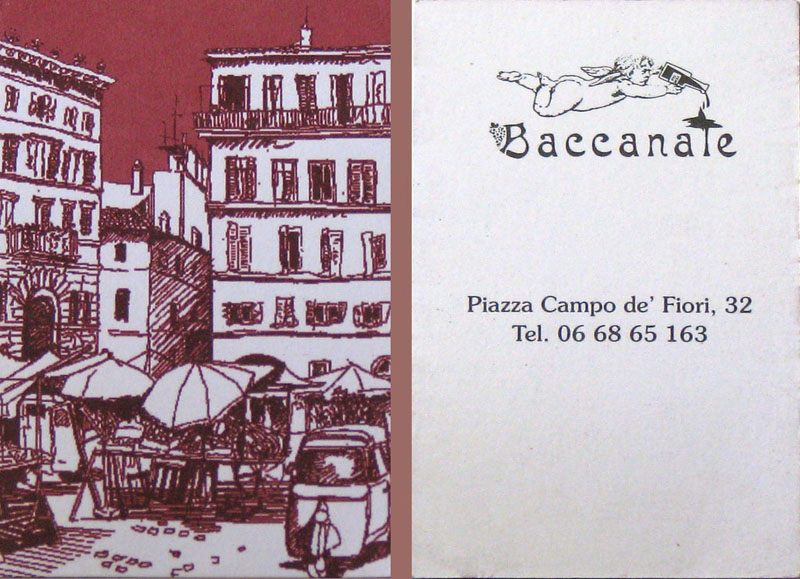 Baccanale
Piazza Campo de' Fiori, 32
Tel. 06 68 65 163